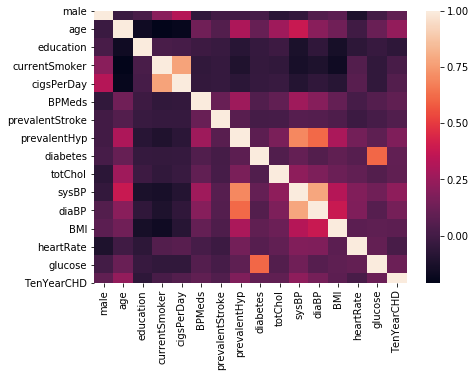 male
age
education
currentSmoker
cigsPerDay
BPMeds
prevalentStroke
prevalentHyp
diabetes
totChol
sysBP
diaBP
BMI
heartRate
glucose
TenYearCHD
male
age
education
currentSmoker
cigsPerDay
BPMeds
prevalentStroke
prevalentHyp
diabetes
totChol
sysBP
diaBP
BMI
heartRate
glucose
TenYearCHD
1.00
0.75
0.50
0.25
0.00